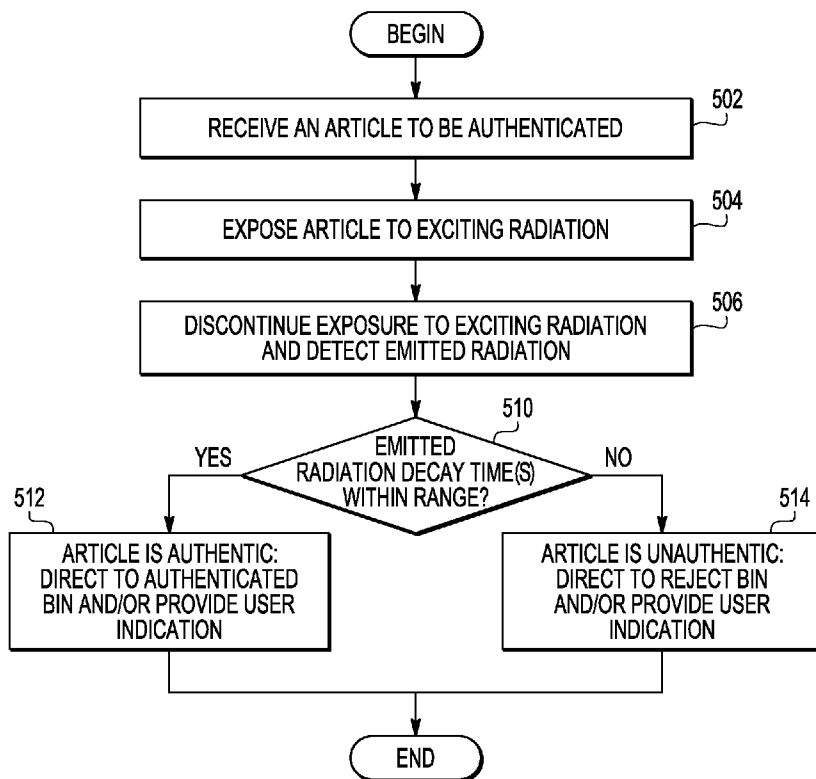 BEGIN
502
RECEIVE AN ARTICLE TO BE AUTHENTICATED
504
EXPOSE ARTICLE TO EXCITING RADIATION
506
DISCONTINUE EXPOSURE TO EXCITING RADIATION
AND DETECT EMITTED RADIATION
510
EMITTED
RADIATION DECAY TIME(S)
WITHIN RANGE?
YES
NO
512
ARTICLE IS AUTHENTIC:
DIRECT TO AUTHENTICATED
BIN AND/OR PROVIDE USER
INDICATION
514
ARTICLE IS UNAUTHENTIC:
DIRECT TO REJECT BIN
AND/OR PROVIDE USER
INDICATION
END